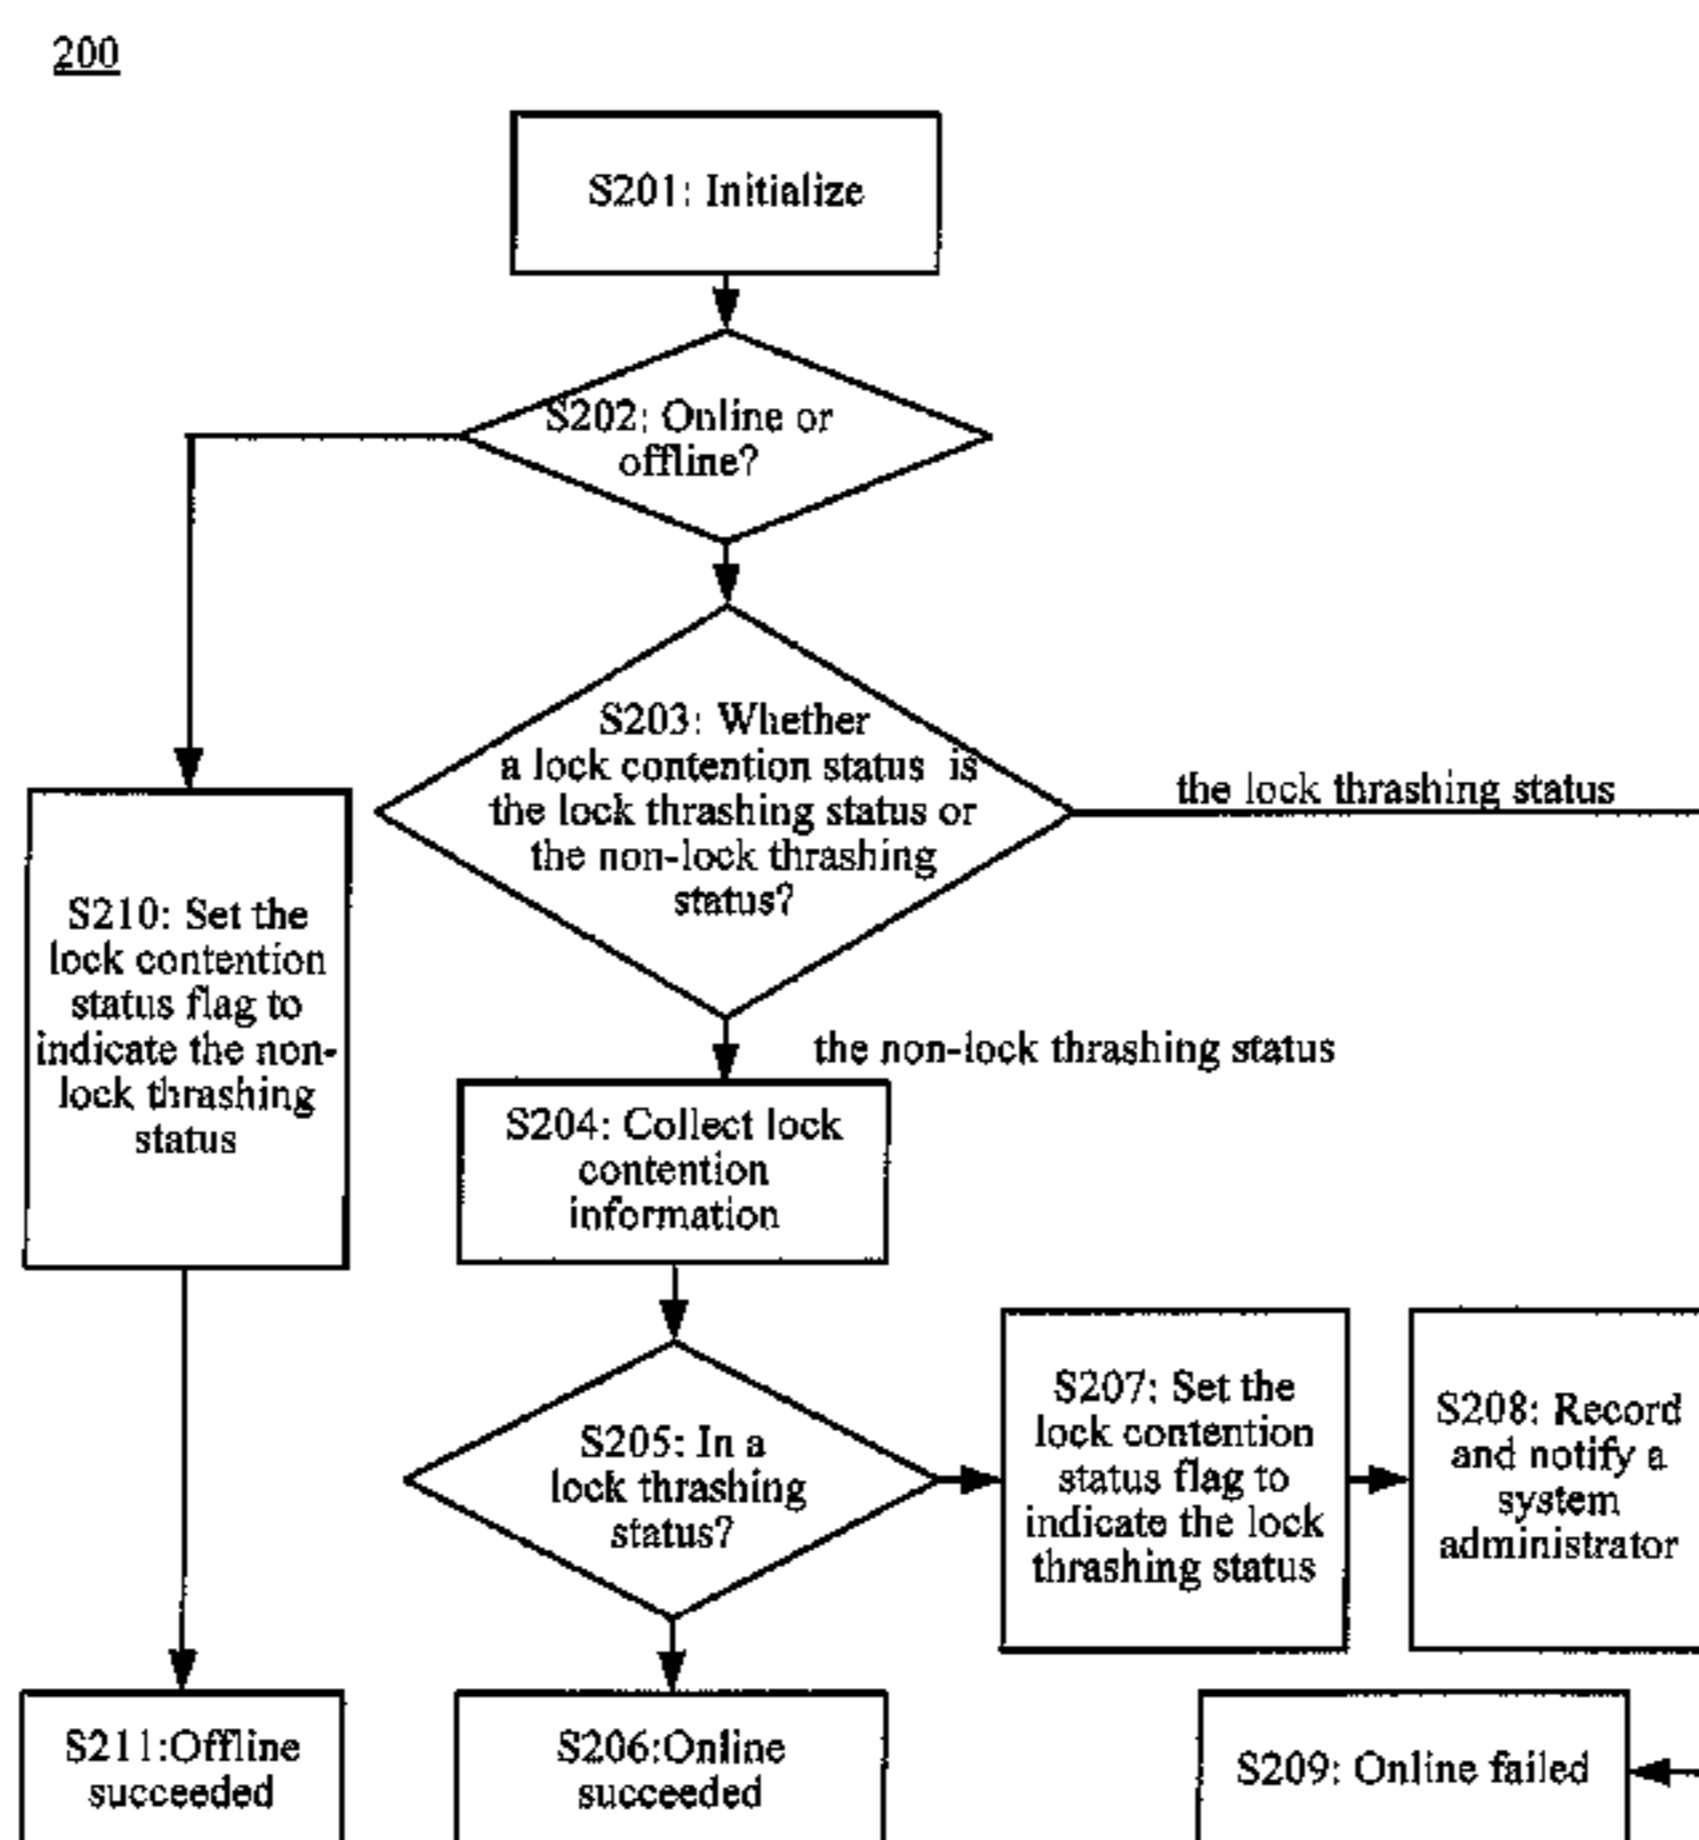 200
S201: Initialize
S202: Online or
offline?
S203: Whether
a lock contention status is
the lock thrashing status or
the non-lock thrashing
status?
the lock thrashing status
S210: Set the
lock contention
status flag to
indicate the non-
lock thrashing
status
the non-lock thrashing status
S204: Collect lock
contention
information
S205: In a
lock thrashing
status?
S207: Set the
lock contention
status flag to
indicate the lock
thrashing status
S208: Record
and notify a
system
administrator
S211:Offline
succeeded
S206:Online
succeeded
S209: Online failed